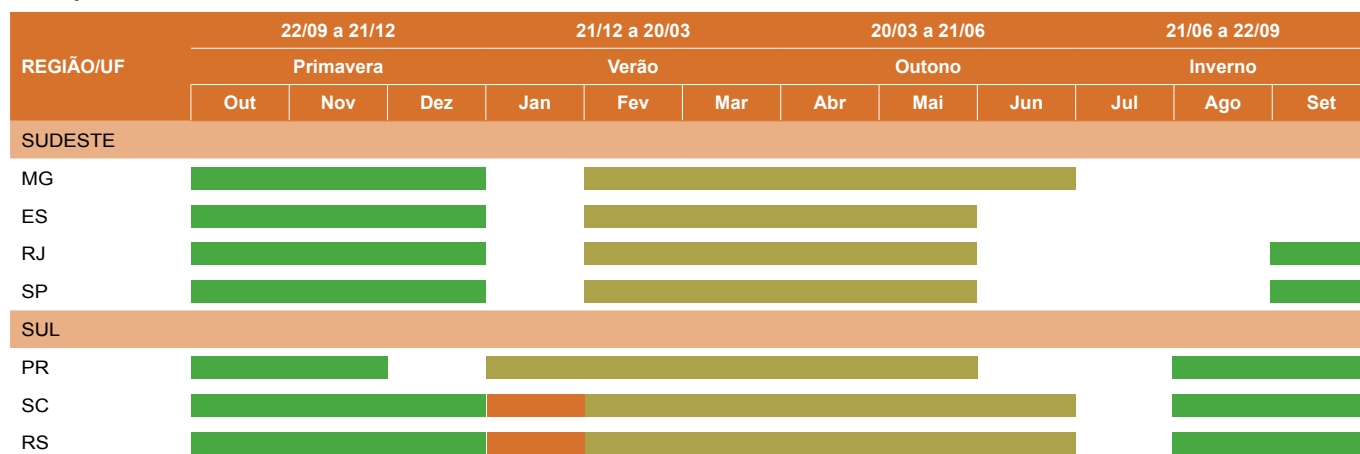 22/09 a 21/12 21/12 a 20/03 20/03 a 21/06 21/06 a 22/09
REGIÃO/UF Primavera Verão Outono Inverno
Out Nov Dez Jan Fev Mar Abr Mai Jun Jul Ago Set
SUDESTE
MG
ES
RJ
SP
SUL
PR
SC
RS